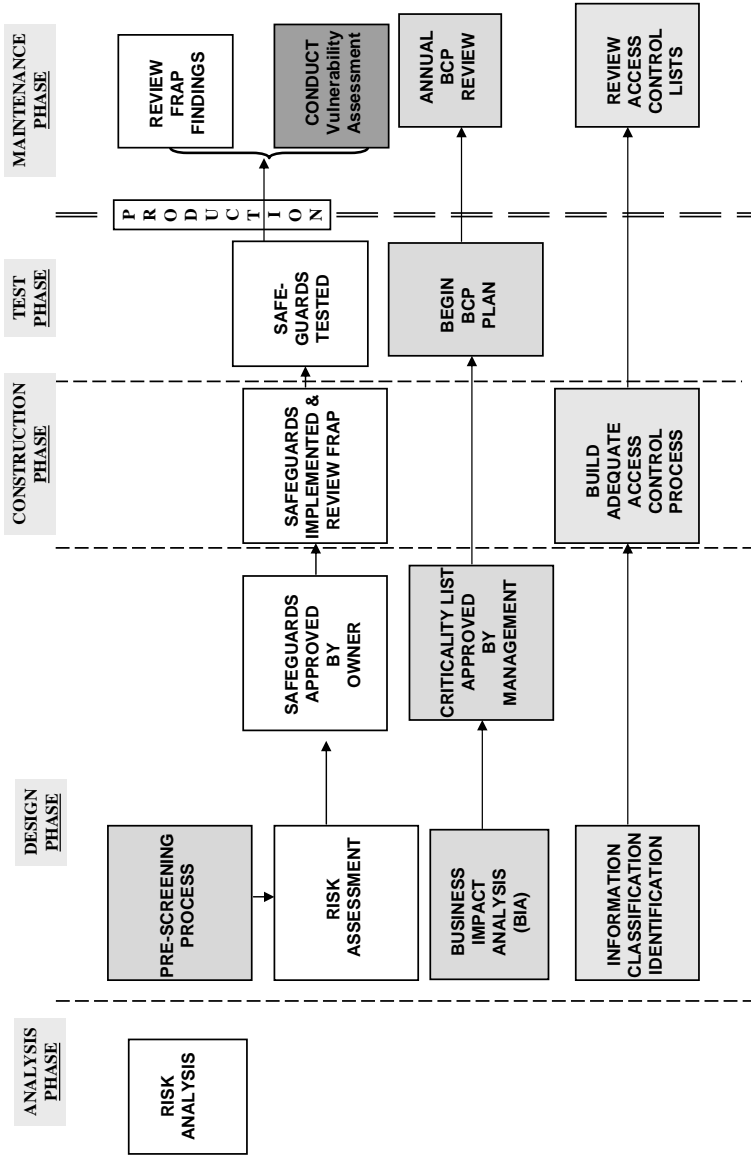 ANALYSIS
PHASE
DESIGN
PHASE
CONSTRUCTION
PHASE
TEST
PHASE
MAINTENANCE
PHASE
RISK
ANALYSIS
PRE-SCREENING
PROCESS
RISK
ASSESSMENT
SAFEGUARDS
APPROVED
BY
OWNER
SAFEGUARDS
IMPLEMENTED &
REVIEW FRAP
SAFE-
GUARDS
TESTED
PRODUCTION
REVIEW
FRAP
FINDINGS
CONDUCT
Vulnerability
Assessment
BUSINESS
IMPACT
ANALYSIS
(BIA)
CRITICALITY LIST
APPROVED
BY
MANAGEMENT
BEGIN
BCP
PLAN
ANNUAL
BCP
REVIEW
INFORMATION
CLASSIFICATION
IDENTIFICATION
BUILD
ADEQUATE
ACCESS
CONTROL
PROCESS
REVIEW
ACCESS
CONTROL
LISTS